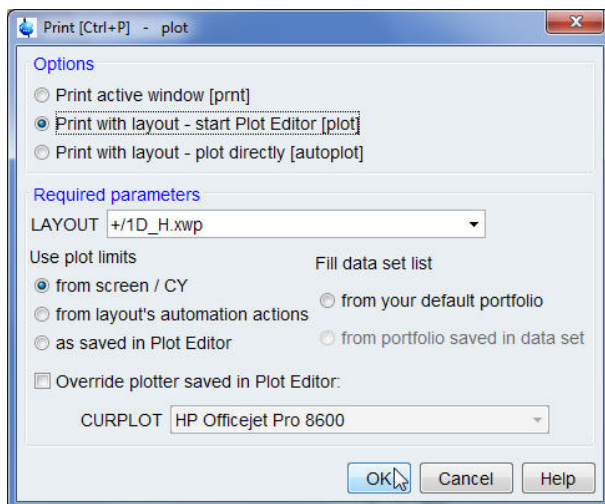 Print [Ctrl+P] - plot
Options
Print active window [prnt]
Print with layout - start Plot Editor [plot]
Print with layout - plot directly [autoplot]
Required parameters
LAYOUT +/1D_H.xwp
Use plot limits
from screen / CY
from layout's automation actions
as saved in Plot Editor
Fill data set list
from your default portfolio
from portfolio saved in data set
Override plotter saved in Plot Editor:
CURPLOT HP Officejet Pro 8600
OK Cancel Help